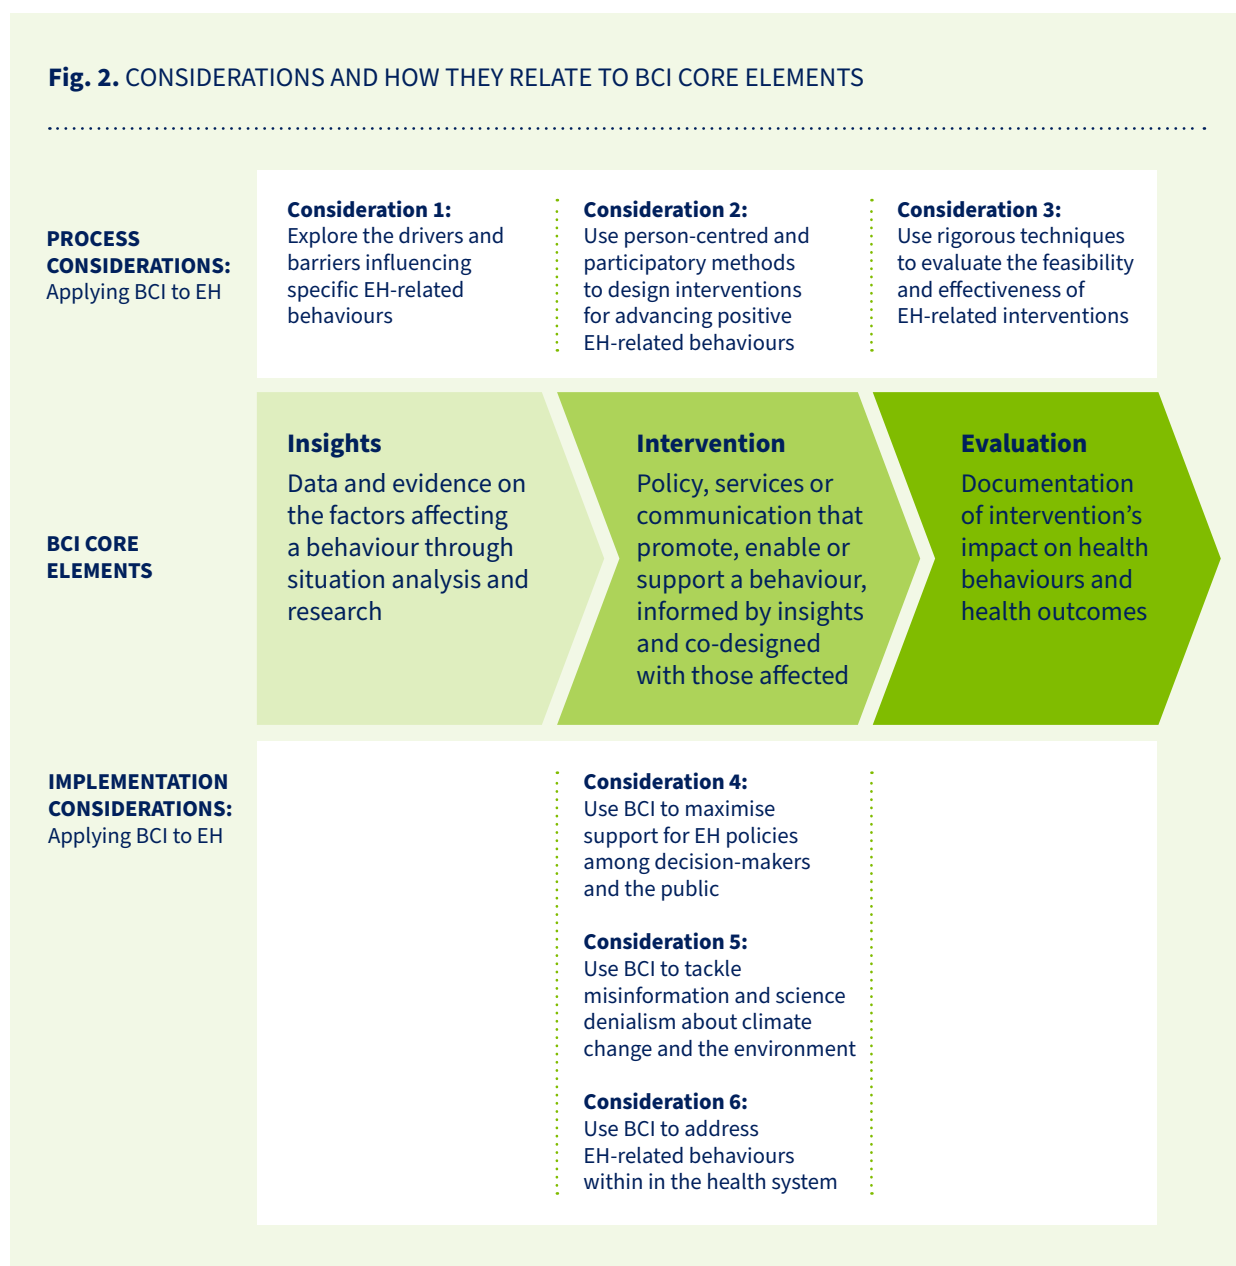 Fig. 2. CONSIDERATIONS AND HOW THEY RELATE TO BCI CORE ELEMENTS
PROCESS
CONSIDERATIONS:
Applying BCI to EH
Consideration 1:
Explore the drivers and
barriers influencing
specific EH-related
behaviours
Consideration 2:
Use person-centred and
participatory methods
to design interventions
for advancing positive
EH-related behaviours
Consideration 3:
Use rigorous techniques
to evaluate the feasibility
and effectiveness of
EH-related interventions
BCI CORE
ELEMENTS
Insights
Data and evidence on
the factors affecting
a behaviour through
situation analysis and
research
Intervention
Policy, services or
communication that
promote, enable or
support a behaviour,
informed by insights
and co-designed
with those affected
Evaluation
Documentation
of intervention’s
impact on health
behaviours and
health outcomes
IMPLEMENTATION
CONSIDERATIONS:
Applying BCI to EH
Consideration 4:
Use BCI to maximise
support for EH policies
among decision-makers
and the public
Consideration 5:
Use BCI to tackle
misinformation and science
denialism about climate
change and the environment
Consideration 6:
Use BCI to address
EH-related behaviours
within in the health system